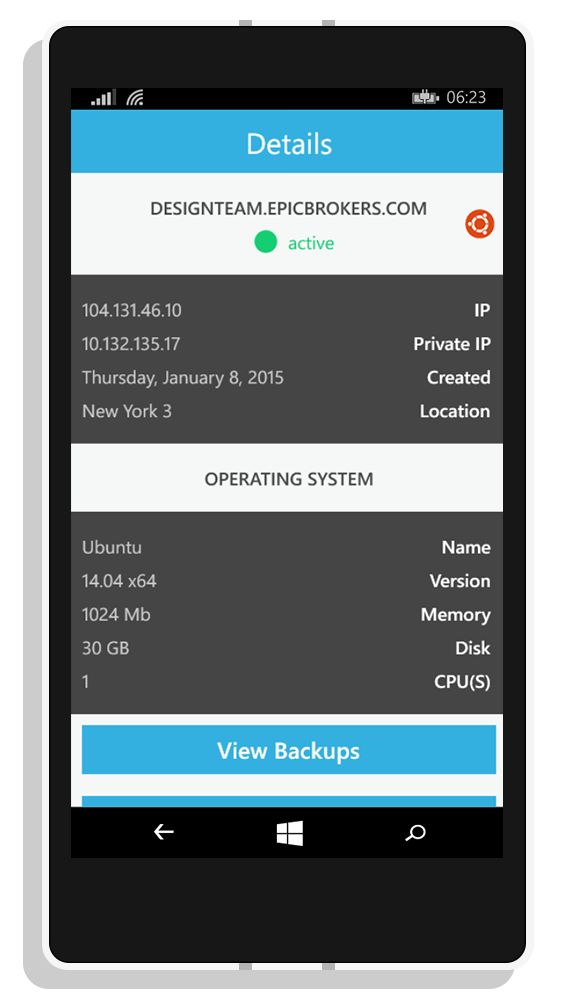 06:23
Details
DESIGNTEAM.EPICBROKERS.COM
active
104.131.46.10 IP
10.132.135.17 Private IP
Thursday, January 8, 2015 Created
New York 3 Location
OPERATING SYSTEM
Ubuntu Name
14.04 x64 Version
1024 Mb Memory
30 GB Disk
1 CPU(S)
View Backups